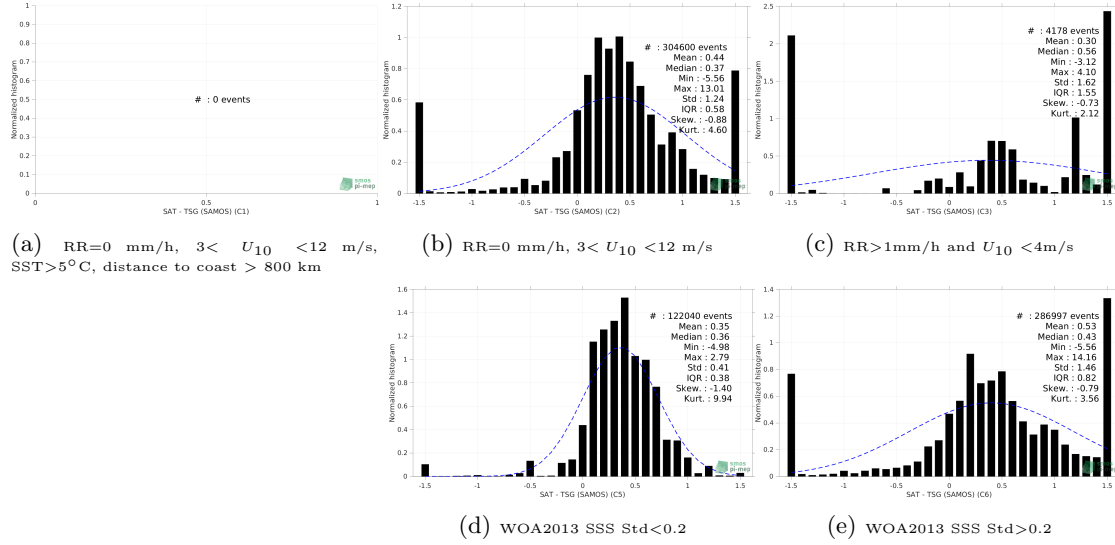 1
0.9
0.8
0.7
0.6
0.5
0.4
0.3
0.2
0.1
0
Normalized histogram
# : 0 events
smos
pi-mep
0 0.5 1
SAT - TSG (SAMOS) (C1)
(a) RR=0 mm/h, 3< U10 <12 m/s,
SST>5°C, distance to coast > 800 km
1.2
1
0.8
0.6
0.4
0.2
0
Normalized histogram
# : 304600 events
Mean : 0.44
Median : 0.37
Min : -5.56
Max : 13.01
Std : 1.24
IQR : 0.58
Skew. : -0.88
Kurt. : 4.60
smos
pi-mep
-1.5 -1 -0.5 0 0.5 1 1.5
SAT - TSG (SAMOS) (C2)
(b) RR=0 mm/h, 3< U10 <12 m/s
2.5
2
1.5
1
0.5
0
Normalized histogram
# : 4178 events
Mean : 0.30
Median : 0.56
Min : -3.12
Max : 4.10
Std : 1.62
IQR : 1.55
Skew. : -0.73
Kurt. : 2.12
smos
pi-mep
-1.5 -1 -0.5 0 0.5 1 1.5
SAT - TSG (SAMOS) (C3)
(c) RR>1mm/h and U10 <4m/s
1.6
1.4
1.2
1
0.8
0.6
0.4
0.2
0
Normalized histogram
# : 122040 events
Mean : 0.35
Median : 0.36
Min : -4.98
Max : 2.79
Std : 0.41
IQR : 0.38
Skew. : -1.40
Kurt. : 9.94
smos
pi-mep
-1.5 -1 -0.5 0 0.5 1 1.5
SAT - TSG (SAMOS) (C5)
(d) WOA2013 SSS Std<0.2
1.4
1.2
1
0.8
0.6
0.4
0.2
0
Normalized histogram
# : 286997 events
Mean : 0.53
Median : 0.43
Min : -5.56
Max : 14.16
Std : 1.46
IQR : 0.82
Skew. : -0.79
Kurt. : 3.56
smos
pi-mep
-1.5 -1 -0.5 0 0.5 1 1.5
SAT - TSG (SAMOS) (C6)
(e) WOA2013 SSS Std>0.2